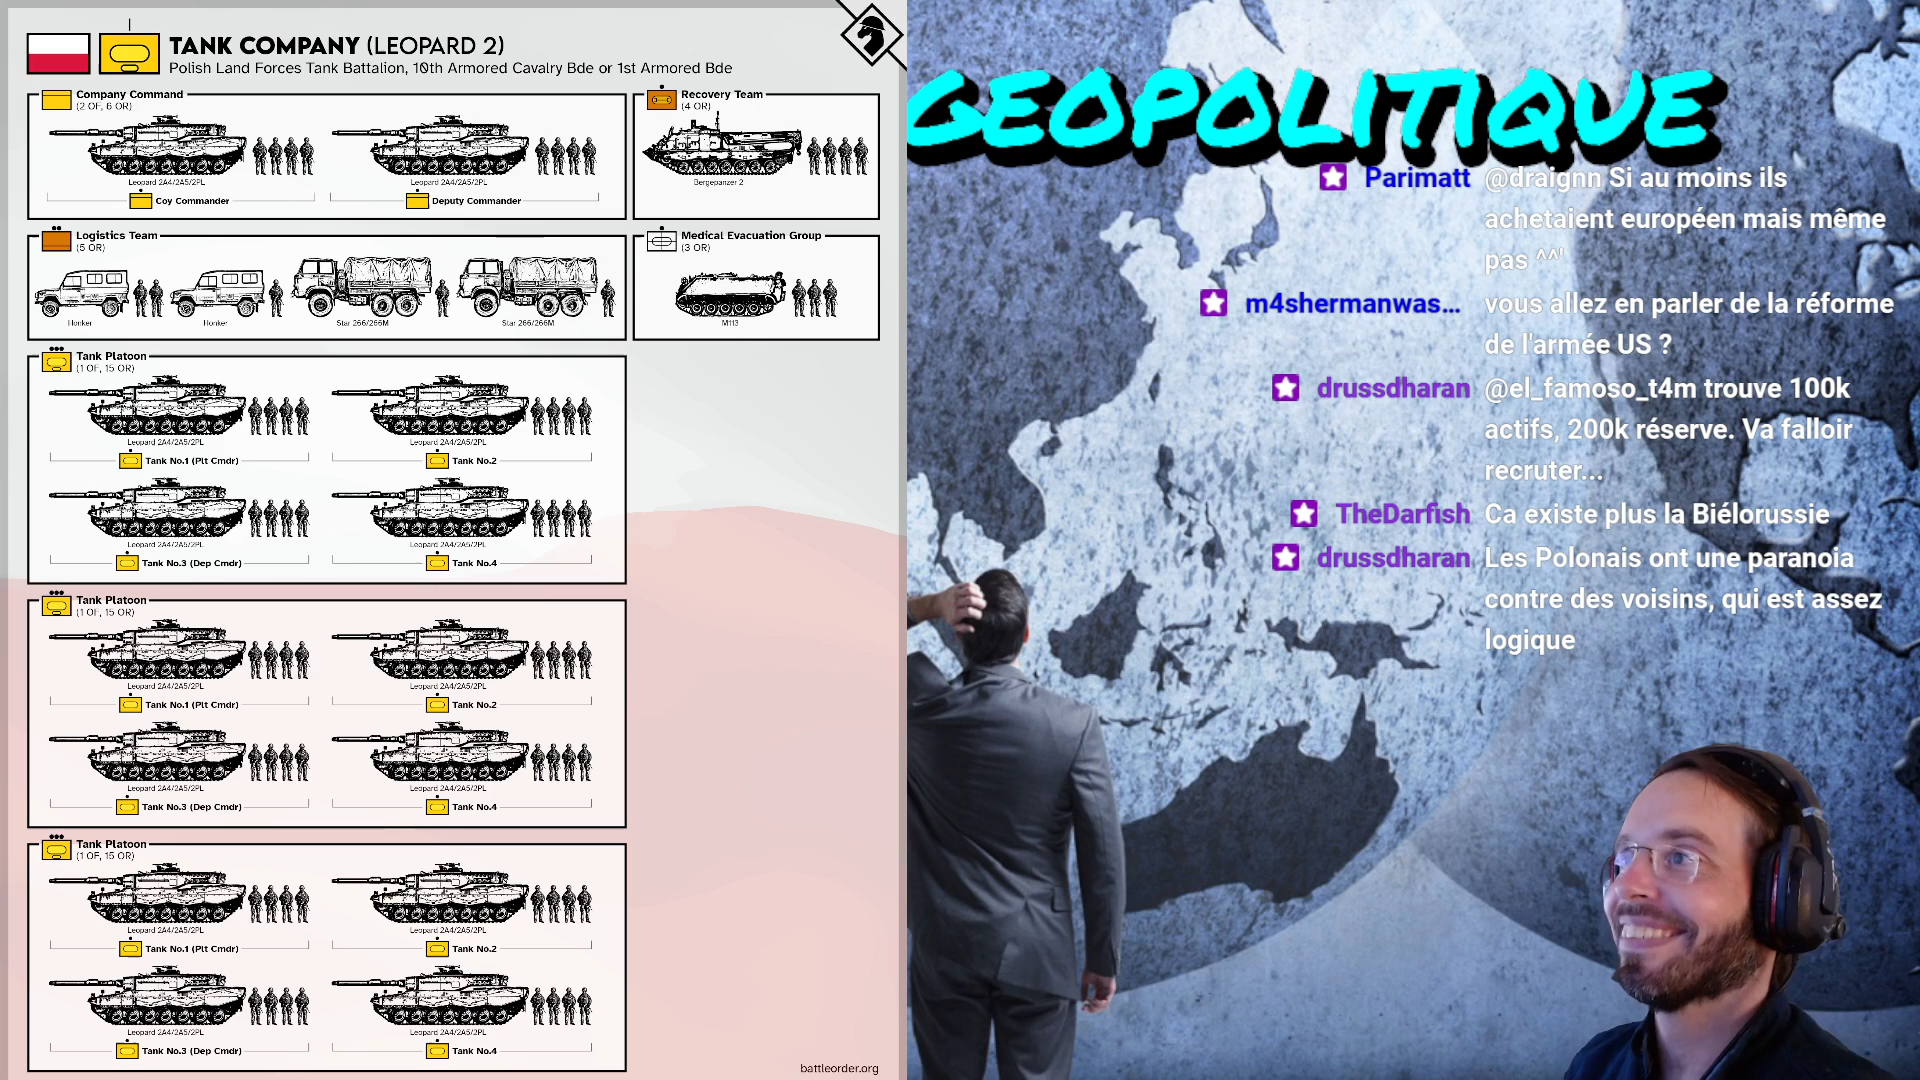 TANK COMPANY (LEOPARD 2)
Polish Land Forces Tank Battalion, 10th Armored Cavalry Bde or 1st Armored Bde
Company Command
(2 OF, 6 OR)
Leopard 2A4/2A5/2PL
Leopard 2A4/2A5/2PL
Coy Commander
Deputy Commander
Recovery Team
(4 OR)
Bergepanzer 2
Logistics Team
(5 OR)
Honker
Honker
Star 266/266M
Star 266/266M
Medical Evacuation Group
(3 OR)
M113
Tank Platoon
(1 OF, 15 OR)
Leopard 2A4/2A5/2PL
Leopard 2A4/2A5/2PL
Tank No.1 (Plt Cmdr)
Tank No.2
Leopard 2A4/2A5/2PL
Leopard 2A4/2A5/2PL
Tank No.3 (Dep Cmdr)
Tank No.4
Tank Platoon
(1 OF, 15 OR)
Leopard 2A4/2A5/2PL
Leopard 2A4/2A5/2PL
Tank No.1 (Plt Cmdr)
Tank No.2
Leopard 2A4/2A5/2PL
Leopard 2A4/2A5/2PL
Tank No.3 (Dep Cmdr)
Tank No.4
Tank Platoon
(1 OF, 15 OR)
Leopard 2A4/2A5/2PL
Leopard 2A4/2A5/2PL
Tank No.1 (Plt Cmdr)
Tank No.2
Leopard 2A4/2A5/2PL
Leopard 2A4/2A5/2PL
Tank No.3 (Dep Cmdr)
Tank No.4
battleorder.org
GEOPOLITIQUE
Parimatt @draignn Si au moins ils
achetaient européen mais même
pas ^^'
m4shermanwas... vous allez en parler de la réforme
de l'armée US ?
drussdharan @el_famoso_t4m trouve 100k
actifs, 200k réserve. Va falloir
recruter...
TheDarfish Ca existe plus la Biélorussie
drussdharan Les Polonais ont une paranoia
contre des voisins, qui est assez
logique